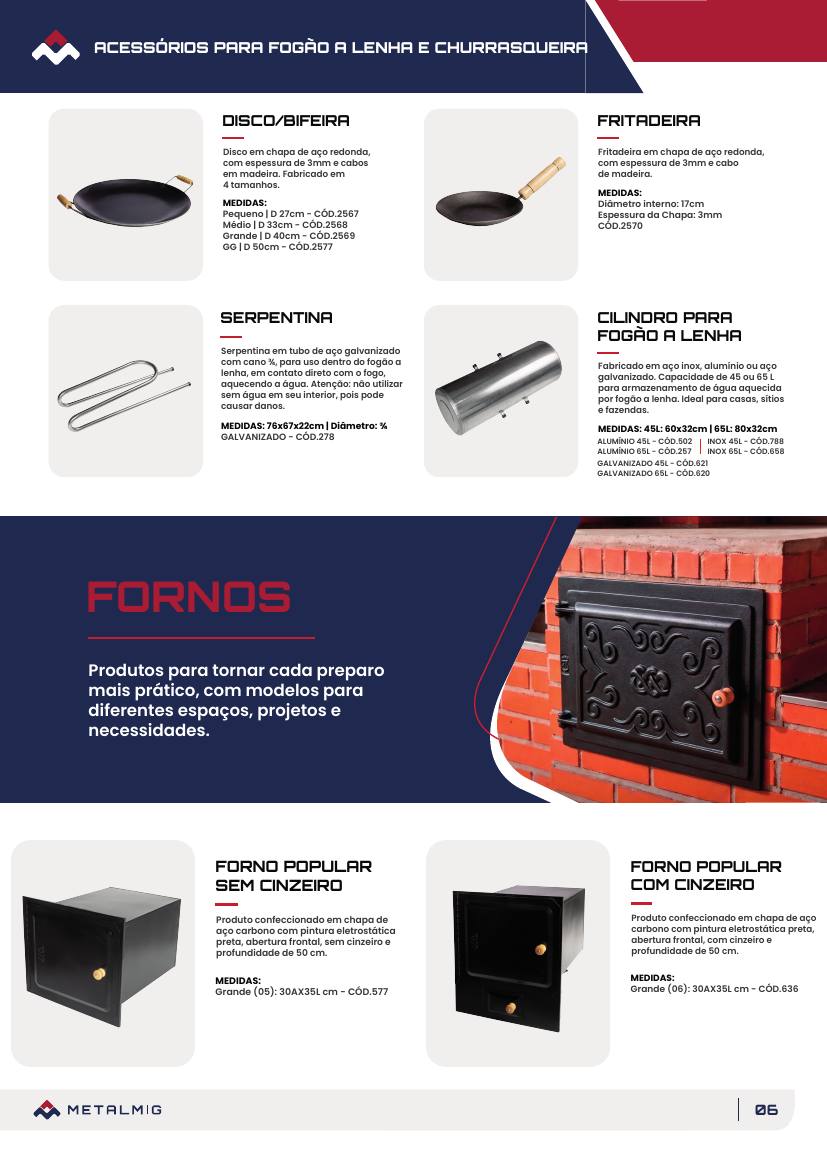 ACESSÓRIOS PARA FOGÃO A LENHA E CHURRASQUEIRA
DISCO/BIFEIRA
Disco em chapa de aço redonda,
com espessura de 3mm e cabos
em madeira. Fabricado em
4 tamanhos.
MEDIDAS:
Pequeno | D 27cm - CÓD.2567
Médio | D 33cm - CÓD.2568
Grande | D 40cm - CÓD.2569
GG | D 50cm - CÓD.2577
FRITADEIRA
Fritadeira em chapa de aço redonda,
com espessura de 3mm e cabo
de madeira.
MEDIDAS:
Diâmetro interno: 17cm
Espessura da Chapa: 3mm
CÓD.2570
SERPENTINA
Serpentina em tubo de aço galvanizado
com cano ¾, para uso dentro do fogão a
lenha, em contato direto com o fogo,
aquecendo a água. Atenção: não utilizar
sem água em seu interior, pois pode
causar danos.
MEDIDAS: 76x67x22cm | Diâmetro: ¾
GALVANIZADO - CÓD.278
CILINDRO PARA
FOGÃO A LENHA
Fabricado em aço inox, alumínio ou aço
galvanizado. Capacidade de 45 ou 65 L
para armazenamento de água aquecida
por fogão a lenha. Ideal para casas, sítios
e fazendas.
MEDIDAS: 45L: 60x32cm | 65L: 80x32cm
ALUMÍNIO 45L - CÓD.502 | INOX 45L - CÓD.788
ALUMÍNIO 65L - CÓD.257 | INOX 65L - CÓD.658
GALVANIZADO 45L - CÓD.621
GALVANIZADO 65L - CÓD.620
FORNOS
Produtos para tornar cada preparo
mais prático, com modelos para
diferentes espaços, projetos e
necessidades.
FORNO POPULAR
SEM CINZEIRO
Produto confeccionado em chapa de
aço carbono com pintura eletrostática
preta, abertura frontal, sem cinzeiro e
profundidade de 50 cm.
MEDIDAS:
Grande (05): 30AX35L cm - CÓD.577
FORNO POPULAR
COM CINZEIRO
Produto confeccionado em chapa de aço
carbono com pintura eletrostática preta,
abertura frontal, com cinzeiro e
profundidade de 50 cm.
MEDIDAS:
Grande (06): 30AX35L cm - CÓD.636
METALMIG
06